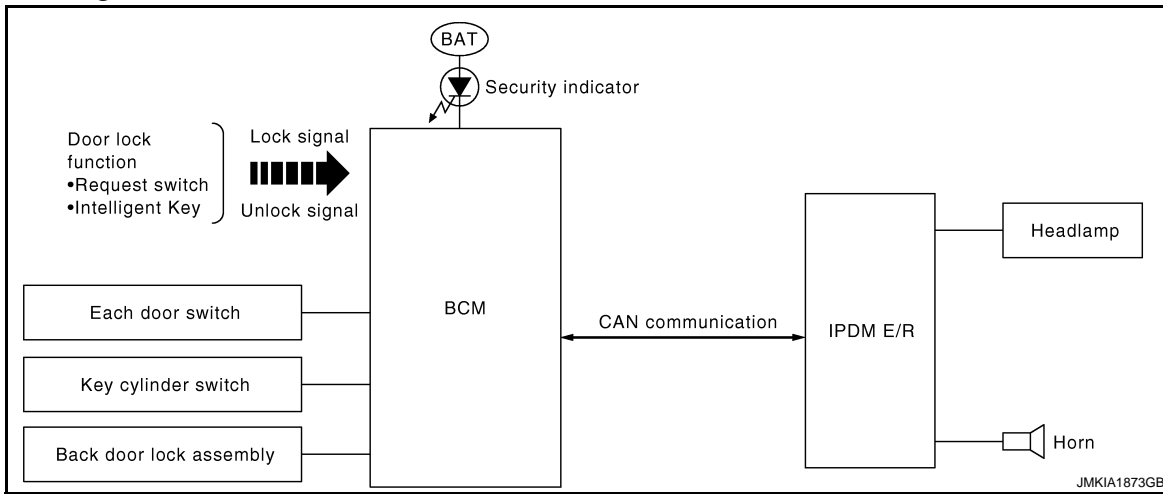 BAT
Security indicator
Door lock
function
•Request switch
•Intelligent Key
Lock signal
Unlock signal
Each door switch
Key cylinder switch
Back door lock assembly
BCM
CAN communication
IPDM E/R
Headlamp
Horn
JMKIA1873GB